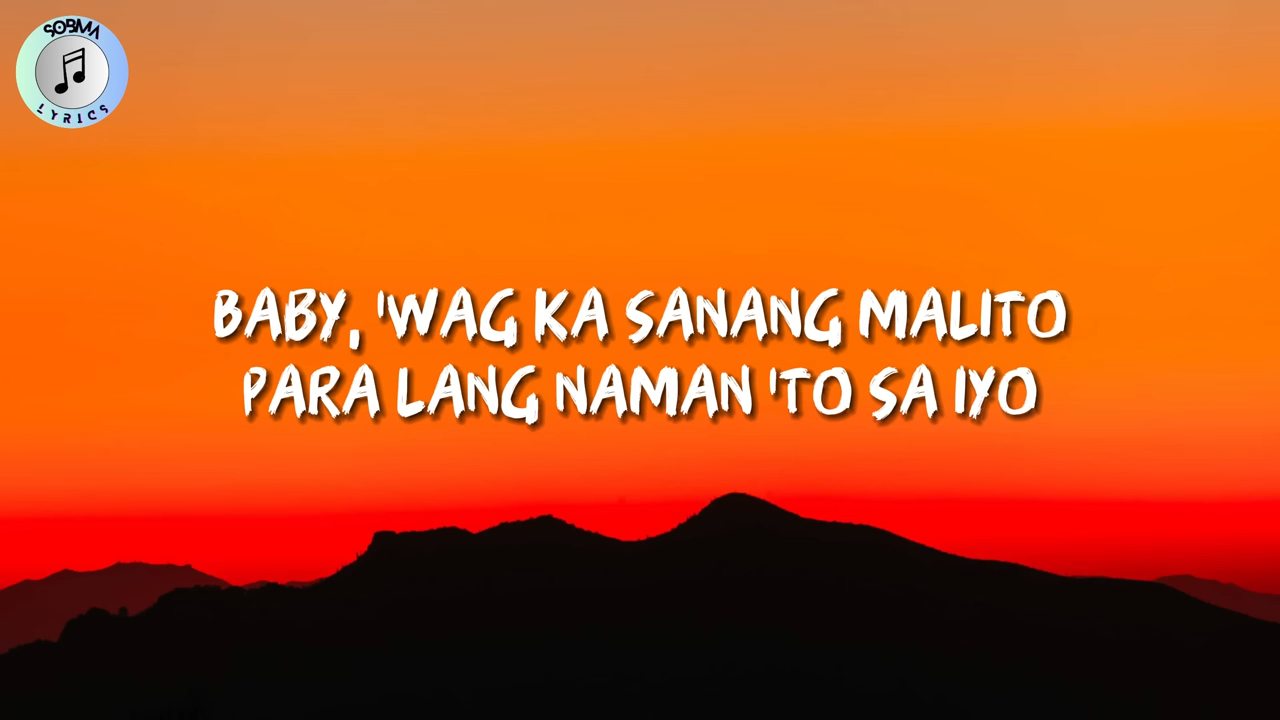 SOBMA
LYRICS
BABY, 'WAG KA SANANG MALITO
PARA LANG NAMAN 'TO SA IYO